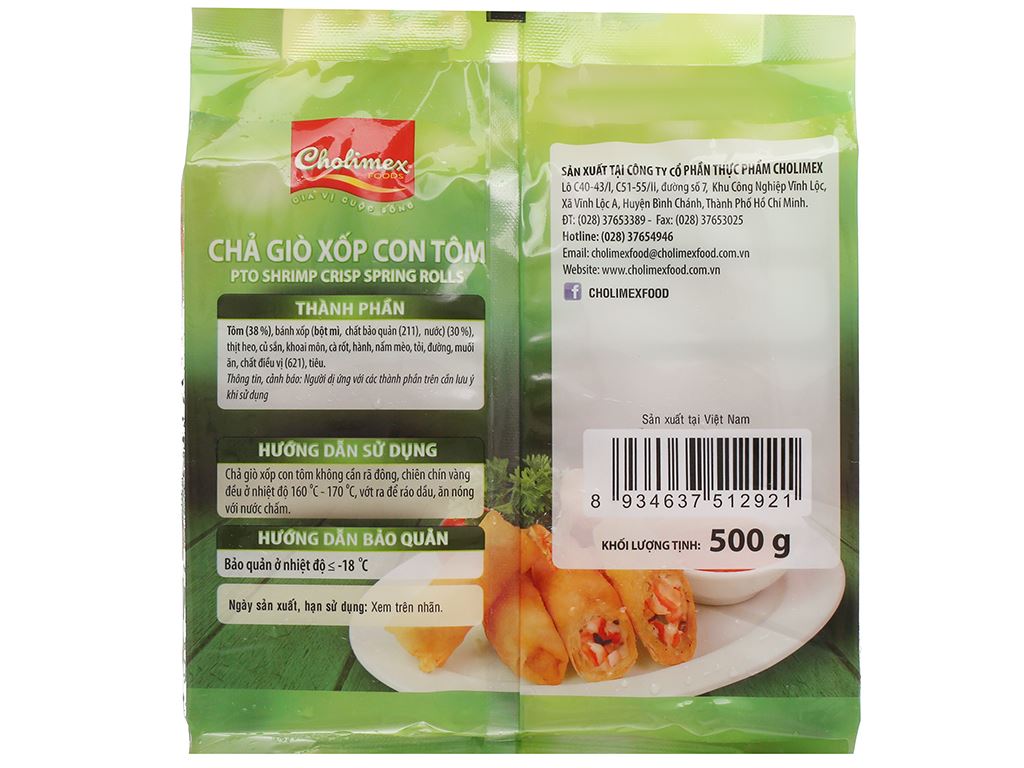 Cholimex
FOODS
GIA VỊ CUỘC SỐNG
CHẢ GIÒ XỐP CON TÔM
PTO SHRIMP CRISP SPRING ROLLS
THÀNH PHẦN
Tôm (38 %), bánh xốp (bột mì, chất bảo quản (211), nước) (30 %),
thịt heo, củ sắn, khoai môn, cà rốt, hành, nấm mèo, tỏi, đường, muối
ăn, chất điều vị (621), tiêu.
Thông tin, cảnh báo: Người dị ứng với các thành phần trên cần lưu ý
khi sử dụng
HƯỚNG DẪN SỬ DỤNG
Chả giò xốp con tôm không cần rã đông, chiên chín vàng
đều ở nhiệt độ 160 °C - 170 °C, vớt ra để ráo dầu, ăn nóng
với nước chấm.
HƯỚNG DẪN BẢO QUẢN
Bảo quản ở nhiệt độ ≤ -18 °C
Ngày sản xuất, hạn sử dụng: Xem trên nhãn.
SẢN XUẤT TẠI CÔNG TY CỔ PHẦN THỰC PHẨM CHOLIMEX
Lô C40-43/I, C51-55/II, đường số 7, Khu Công Nghiệp Vĩnh Lộc,
Xã Vĩnh Lộc A, Huyện Bình Chánh, Thành Phố Hồ Chí Minh.
ĐT: (028) 37653389 - Fax: (028) 37653025
Hotline: (028) 37654946
Email: cholimexfood@cholimexfood.com.vn
Website: www.cholimexfood.com.vn
f CHOLIMEXFOOD
Sản xuất tại Việt Nam
8 934637 512921
KHỐI LƯỢNG TỊNH: 500 g